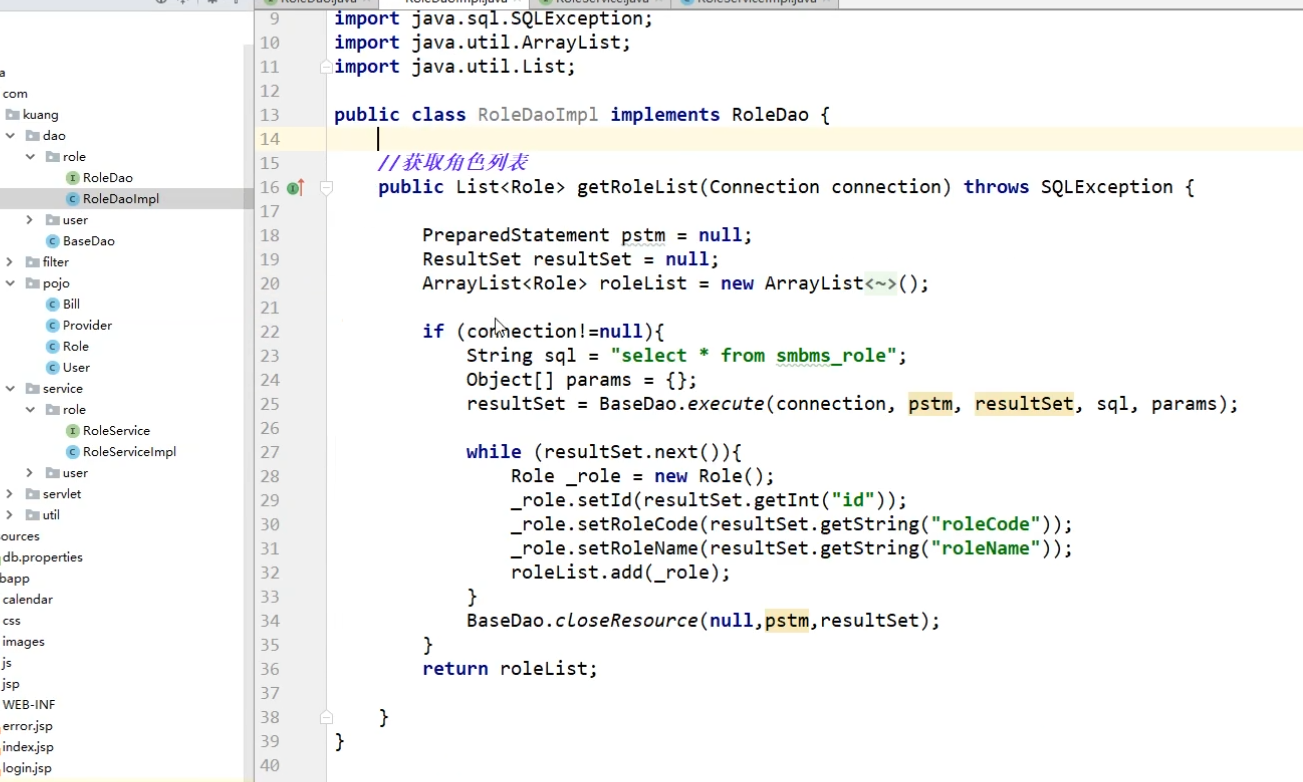 RoleDao.java
RoleDaoImpl.java
RoleService.java
RoleServiceImpl.java
a
com
kuang
dao
role
RoleDao
RoleDaoImpl
user
BaseDao
filter
pojo
Bill
Provider
Role
User
service
role
RoleService
RoleServiceImpl
user
servlet
util
ources
db.properties
bapp
calendar
css
images
js
jsp
WEB-INF
error.jsp
index.jsp
login.jsp
9 import java.sql.SQLException;
10 import java.util.ArrayList;
11 import java.util.List;
12
13 public class RoleDaoImpl implements RoleDao {
14
15 //获取角色列表
16 public List<Role> getRoleList(Connection connection) throws SQLException {
17
18 PreparedStatement pstm = null;
19 ResultSet resultSet = null;
20 ArrayList<Role> roleList = new ArrayList<~>();
21
22 if (connection!=null){
23 String sql = "select * from smbms_role";
24 Object[] params = {};
25 resultSet = BaseDao.execute(connection, pstm, resultSet, sql, params);
26
27 while (resultSet.next()){
28 Role _role = new Role();
29 _role.setId(resultSet.getInt("id"));
30 _role.setRoleCode(resultSet.getString("roleCode"));
31 _role.setRoleName(resultSet.getString("roleName"));
32 roleList.add(_role);
33 }
34 BaseDao.closeResource(null,pstm,resultSet);
35 }
36 return roleList;
37
38 }
39 }
40